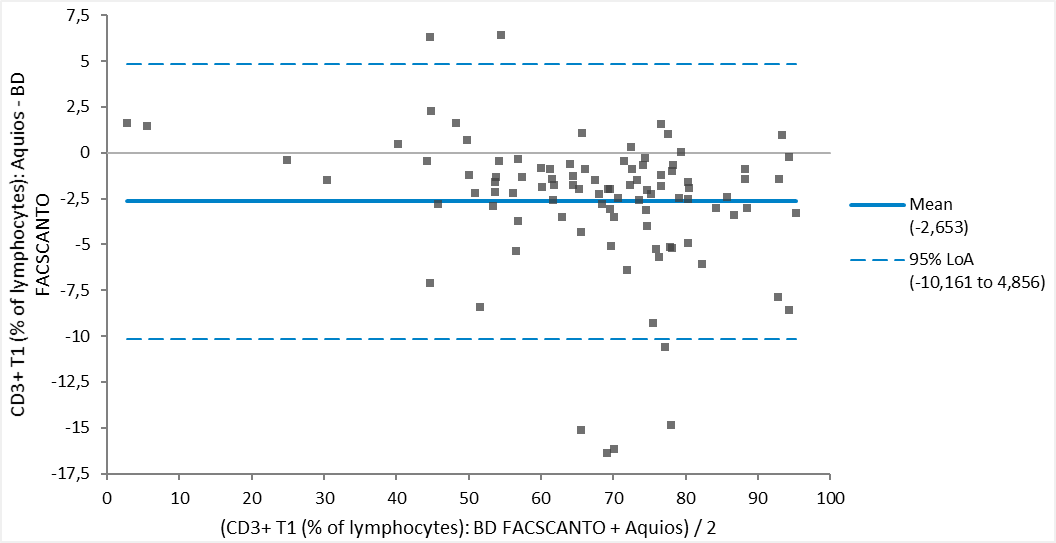 7,5
5
2,5
0
-2,5
-5
-7,5
-10
-12,5
-15
-17,5
CD3+ T1 (% of lymphocytes): Aquios - BD
FACSCANTO
0 10 20 30 40 50 60 70 80 90 100
(CD3+ T1 (% of lymphocytes): BD FACSCANTO + Aquios) / 2
Mean
(-2,653)
95% LoA
(-10,161 to 4,856)